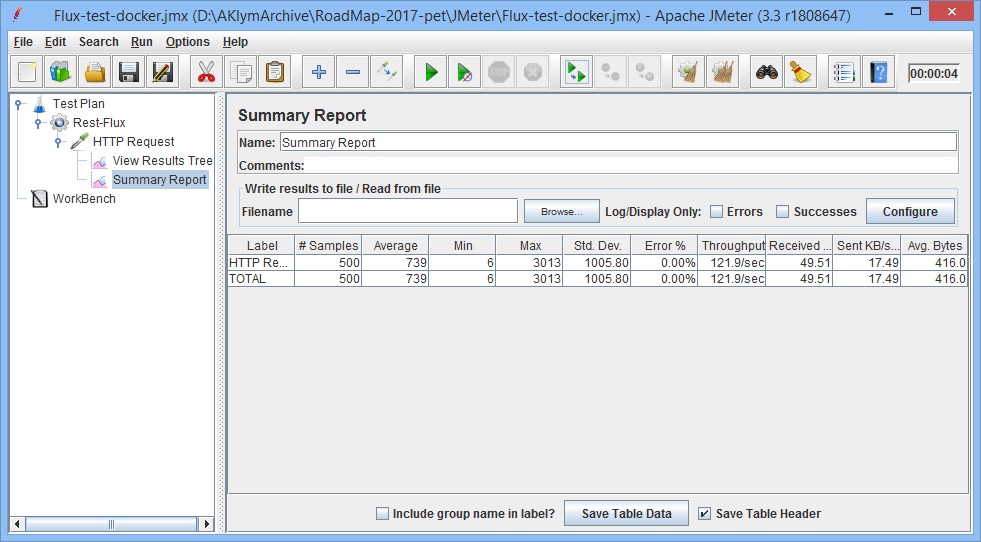 Flux-test-docker.jmx (D:\AKlymArchive\RoadMap-2017-pet\JMeter\Flux-test-docker.jmx) - Apache JMeter (3.3 r1808647)
File Edit Search Run Options Help
00:00:04
Test Plan
Rest-Flux
HTTP Request
View Results Tree
Summary Report
WorkBench
Summary Report
Name: Summary Report
Comments:
Write results to file / Read from file
Filename Browse... Log/Display Only: Errors Successes Configure
Label # Samples Average Min Max Std. Dev. Error % Throughput Received ... Sent KB/s... Avg. Bytes
HTTP Re... 500 739 6 3013 1005.80 0.00% 121.9/sec 49.51 17.49 416.0
TOTAL 500 739 6 3013 1005.80 0.00% 121.9/sec 49.51 17.49 416.0
Include group name in label? Save Table Data Save Table Header